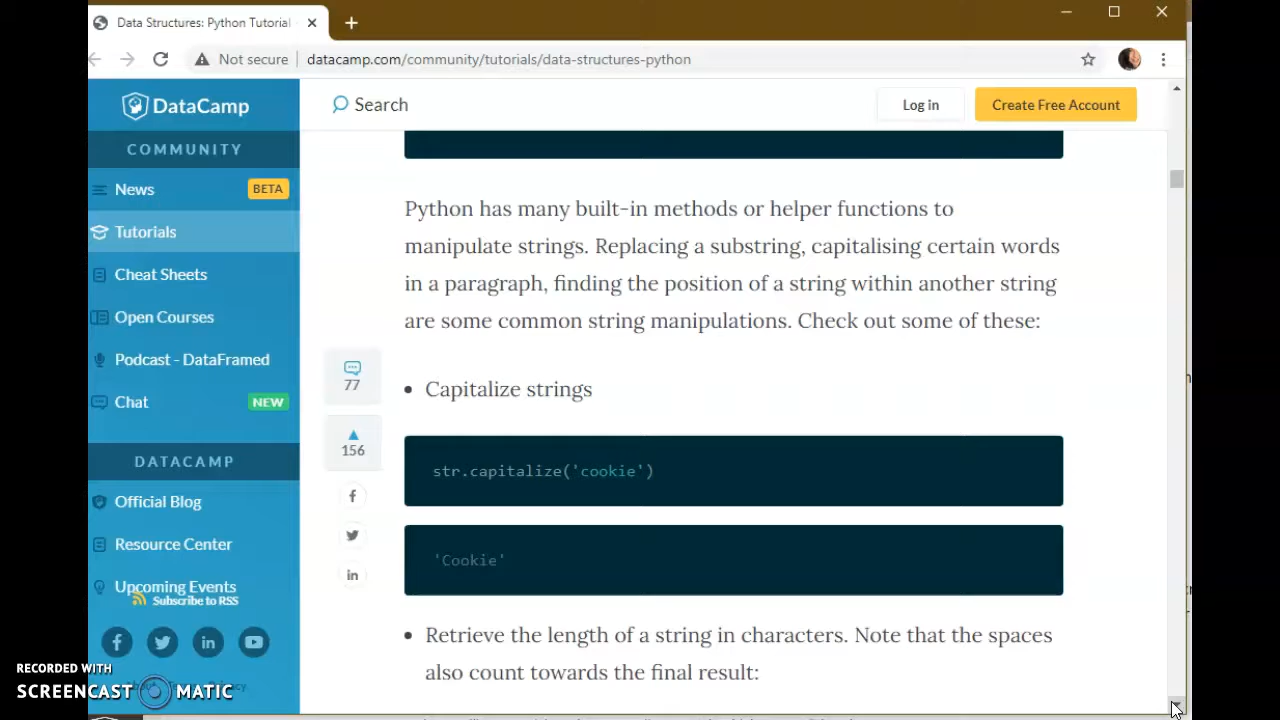 Data Structures: Python Tutorial
Not secure
datacamp.com/community/tutorials/data-structures-python
DataCamp
Search
Log in
Create Free Account
COMMUNITY
News
BETA
Tutorials
Cheat Sheets
Open Courses
Podcast - DataFramed
Chat
NEW
DATACAMP
Official Blog
Resource Center
Upcoming Events
Subscribe to RSS
77
156
Python has many built-in methods or helper functions to
manipulate strings. Replacing a substring, capitalising certain words
in a paragraph, finding the position of a string within another string
are some common string manipulations. Check out some of these:
• Capitalize strings
str.capitalize('cookie')
'Cookie'
• Retrieve the length of a string in characters. Note that the spaces
also count towards the final result:
RECORDED WITH
SCREENCAST MATIC